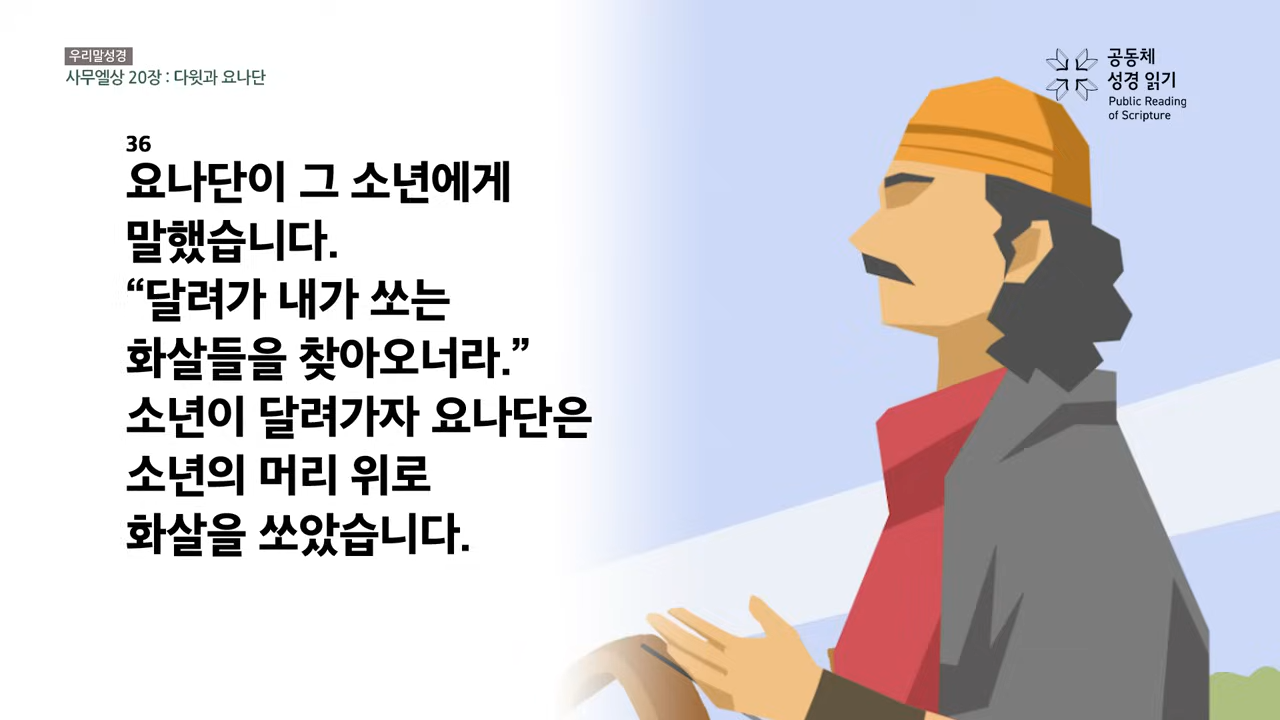 우리말성경
사무엘상 20장 : 다윗과 요나단
공동체
성경 읽기
Public Reading
of Scripture
36
요나단이 그 소년에게
말했습니다.
“달려가 내가 쏘는
화살들을 찾아오너라.”
소년이 달려가자 요나단은
소년의 머리 위로
화살을 쏘았습니다.